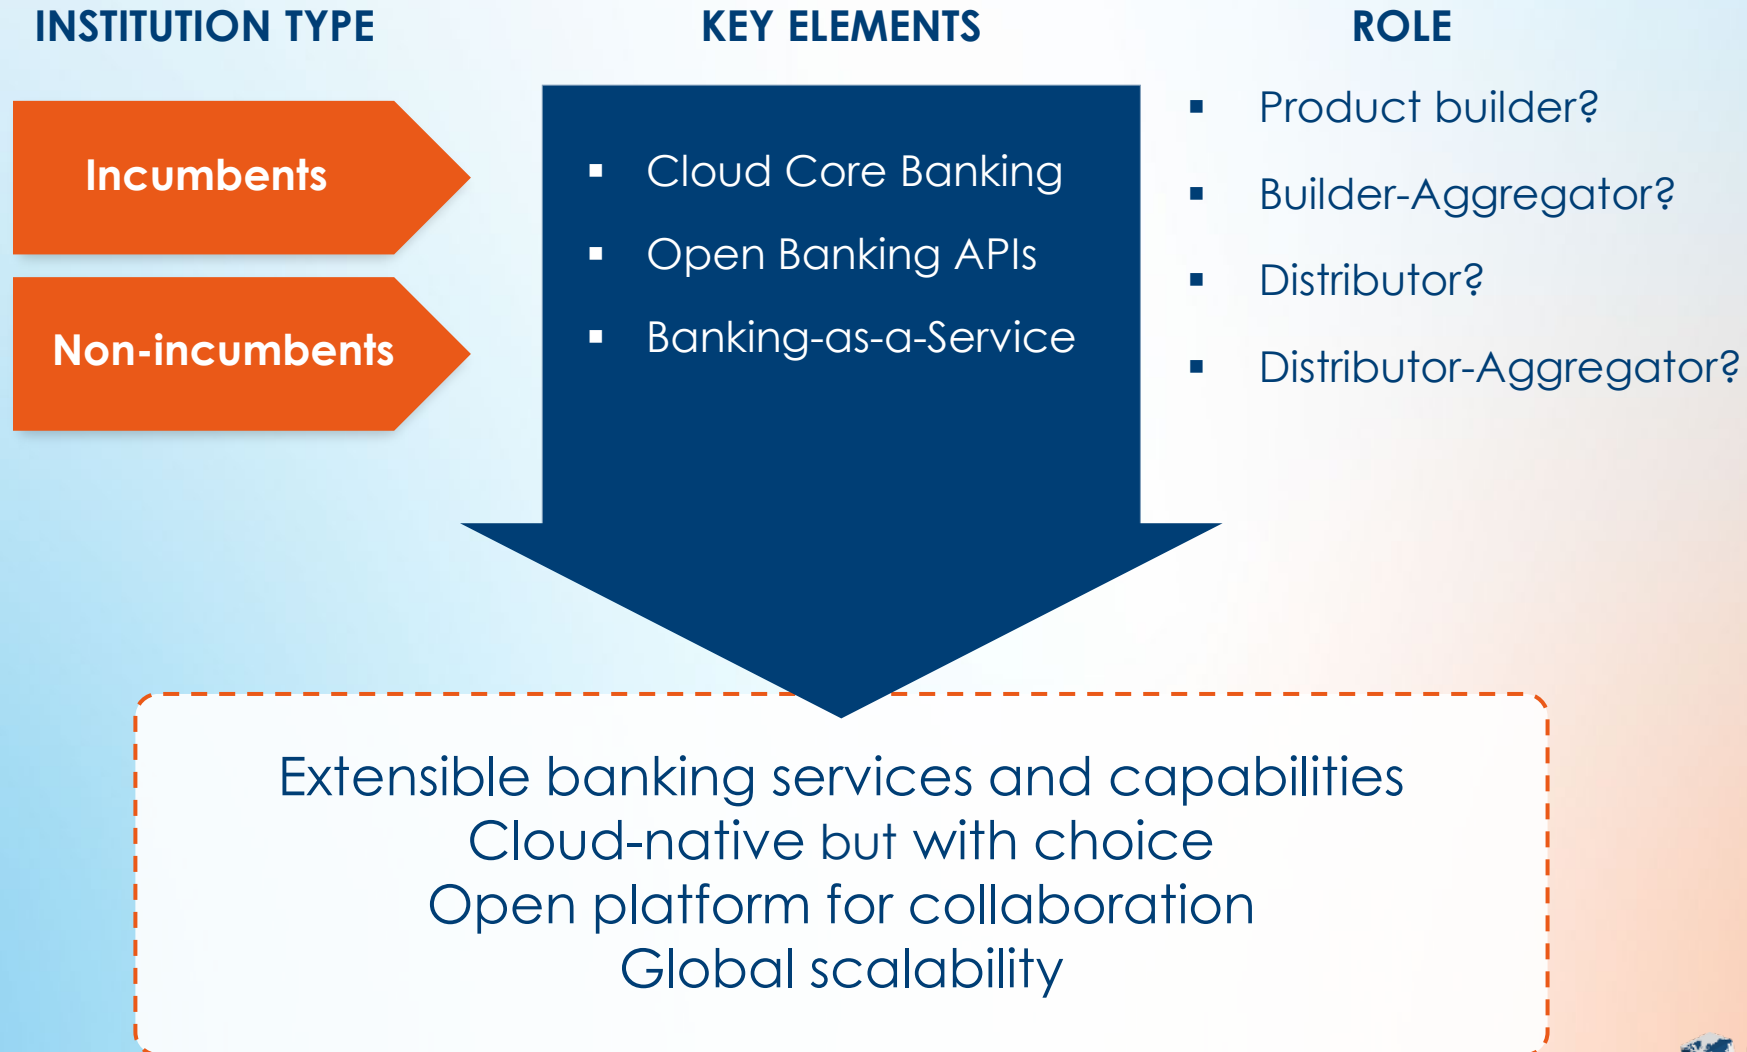 INSTITUTION TYPE
KEY ELEMENTS
ROLE
Incumbents
Non-incumbents
▪ Cloud Core Banking
▪ Open Banking APIs
▪ Banking-as-a-Service
▪ Product builder?
▪ Builder-Aggregator?
▪ Distributor?
▪ Distributor-Aggregator?
Extensible banking services and capabilities
Cloud-native but with choice
Open platform for collaboration
Global scalability